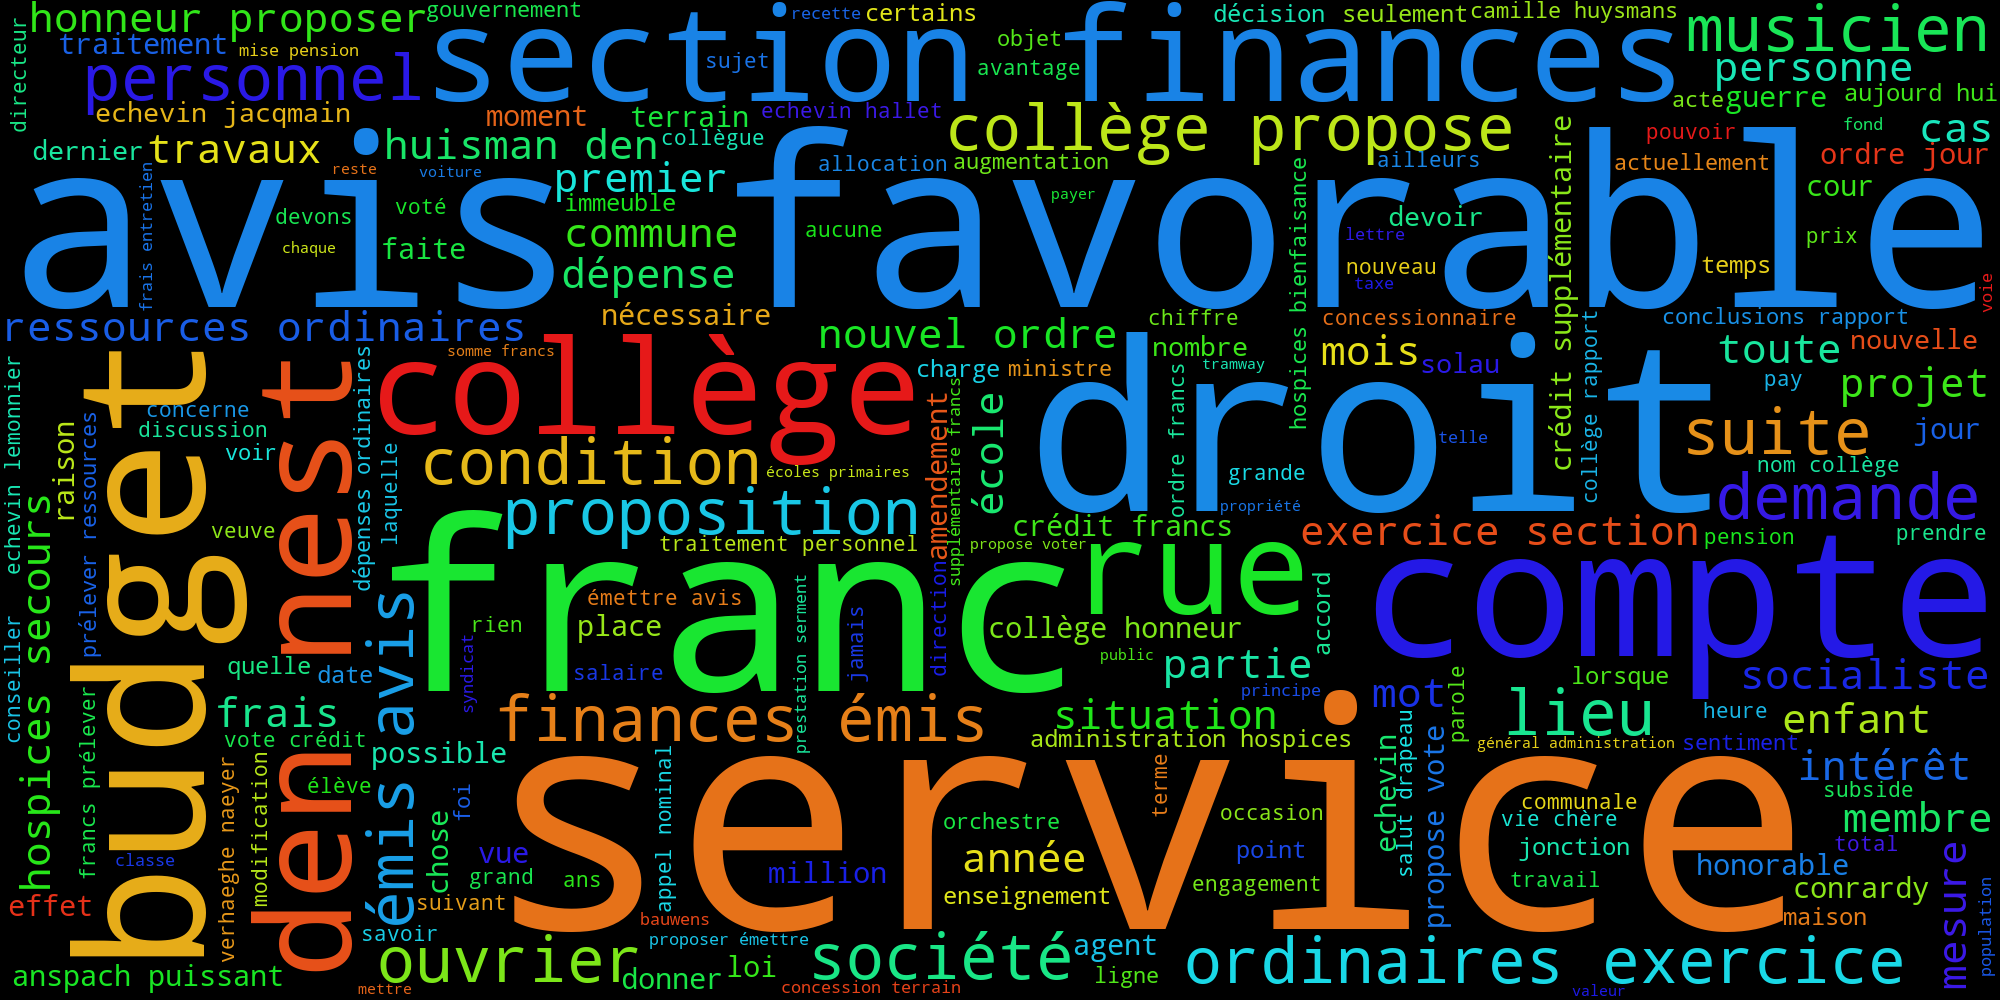 honneur proposer
gouvernement
section finances
recette
certains
décision
seulement
camille huysmans
musicien
directeur
traitement
mise pension
personnel
sujet
objet
avantage
personne
echevin jacqmain
moment
terrain
echevin hallet
collège propose
acte
guerre
aujourd hui
dernier
travaux
huisman den
collègue
pouvoir
fond
cas
avis favorable
reste
voiture
premier
allocation
augmentation
ailleurs
actuellement
ordre jour
frais entretien
devons
voté
immeuble
payer
hospices bienfaisance
devoir
crédit supplémentaire
cour
chaque
faite
commune
aucune
lettre
prix
dépense
nouveau
taxe
temps
voie
ressources ordinaires
nécessaire
nouvel ordre
chiffre
concessionnaire
conclusions rapport
budget
den nest
somme francs
collège
charge
ministre
nombre
tramway
droit
mois
solau
collège rapport
toute
nouvelle
pay
projet
echevin lemonnier
concerne
discussion
voir
dépenses ordinaires
laquelle
condition
écoles primaires
amendement
supplémentaire francs
école
ordre francs
grande
telle
propriété
suite
jour
nom collège
raison
prélever ressources
hospices secours
veuve
proposition
crédit francs
demande
exercice section
pension
prendre
franc
traitement personnel
propose voter
rue
compte
émis avis
émettre avis
rien
place
prestation serment
jamais
direction
collège honneur
accord
conseiller
quelle
date
syndicat
salaire
public
partie
principe
mot
parole
lorsque
socialiste
frais
finances émis
situation
lieu
heure
enfant
francs prélever
vote crédit
possible
administration hospices
général administration
sentiment
intérêt
verhaeghe naeyer
modification
élève
chose
foi
service
appel nominal
terme
occasion
echevin
salut drapeau
propose vote
communale
subside
vie chère
membre
orchestre
classe
vue
grand
ans
million
année
point
jonction
total
honorable
effet
suivant
enseignement
engagement
travail
conrardy
mesure
bauwens
maison
population
savoir
proposer émettre
ouvrier
société
agent
ordinaires exercice
anspach puissant
donner
loi
ligne
mettre
concession terrain
valeur